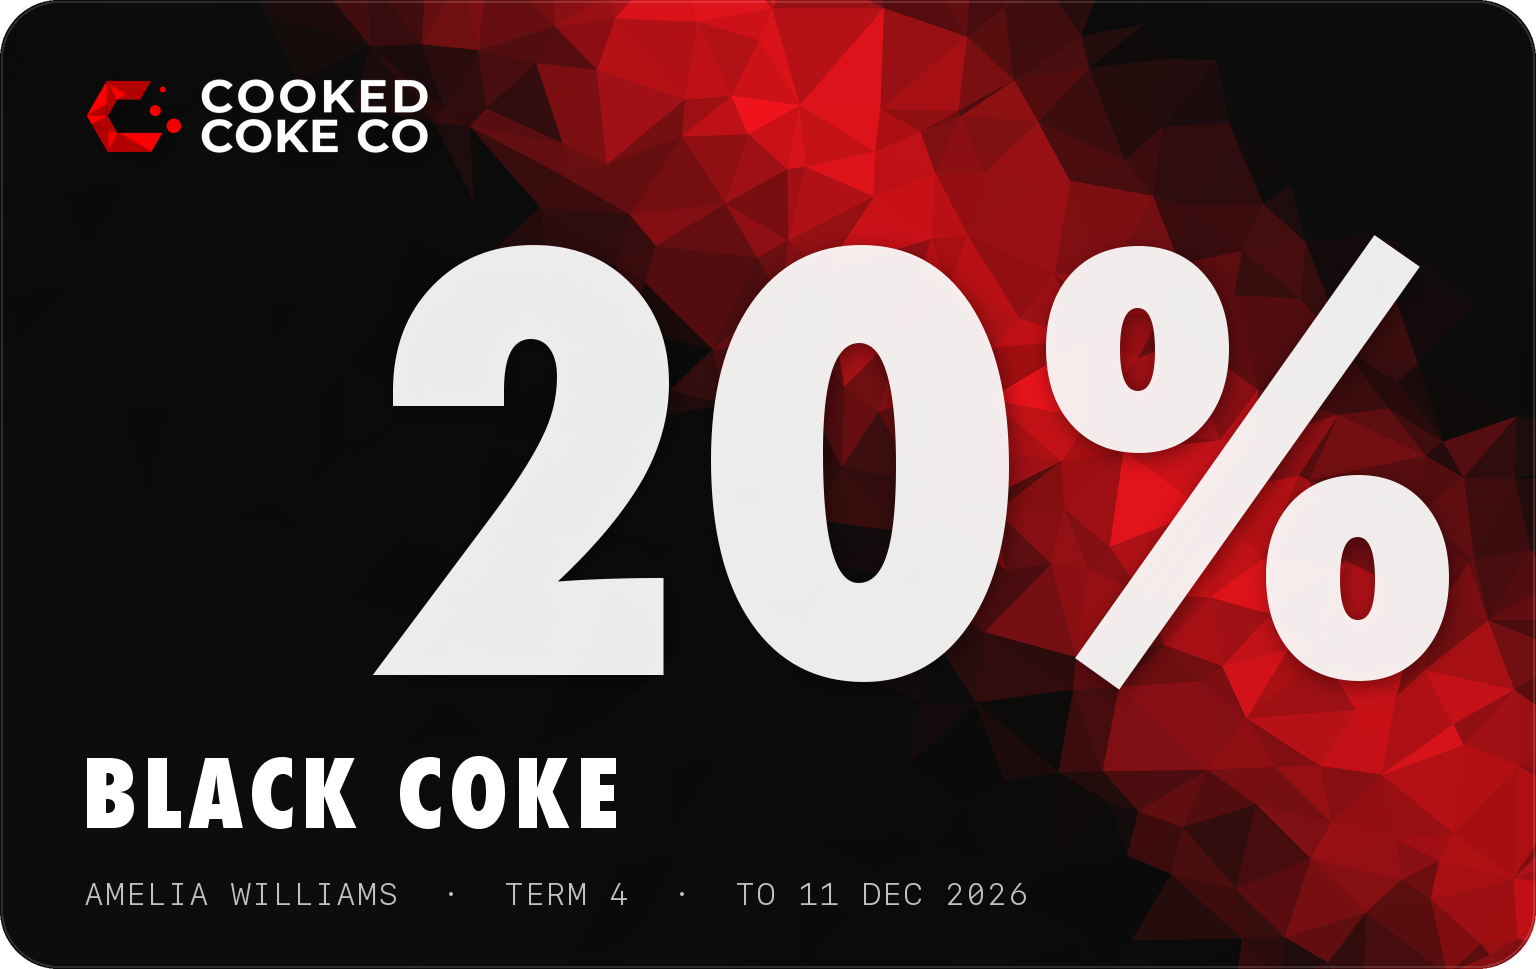 COOKED
COKE CO
20%
BLACK COKE
AMELIA WILLIAMS · TERM 4 · TO 11 DEC 2026